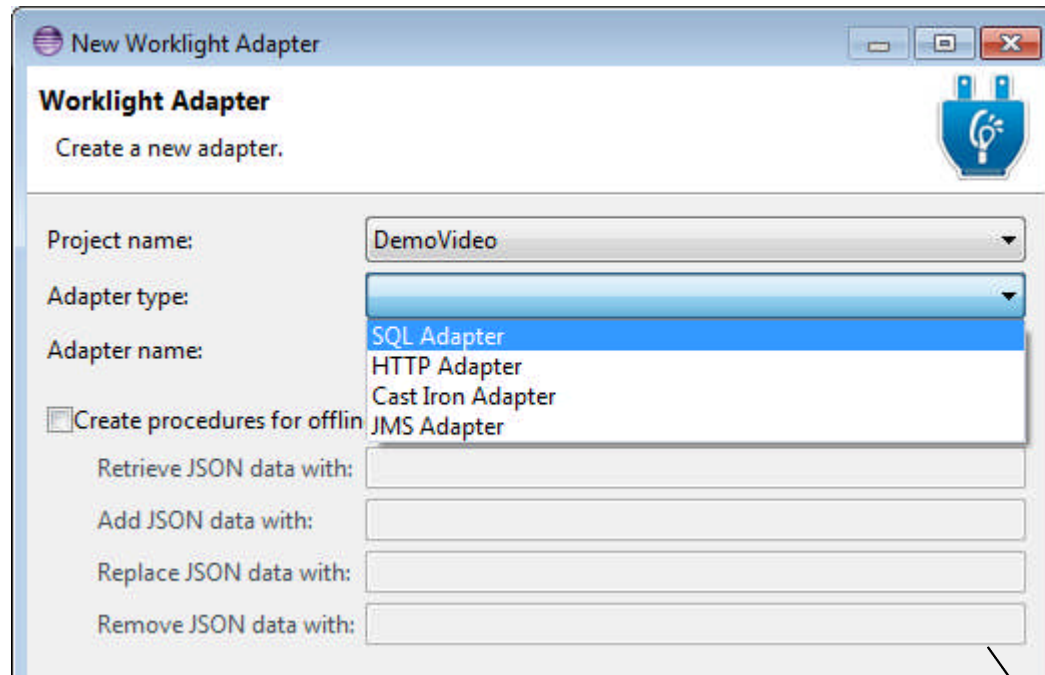 New Worklight Adapter
Worklight Adapter
Create a new adapter.
Project name: DemoVideo
Adapter type:
SQL Adapter
Adapter name:
HTTP Adapter
Cast Iron Adapter
Create procedures for offlin
JMS Adapter
Retrieve JSON data with:
Add JSON data with:
Replace JSON data with:
Remove JSON data with: